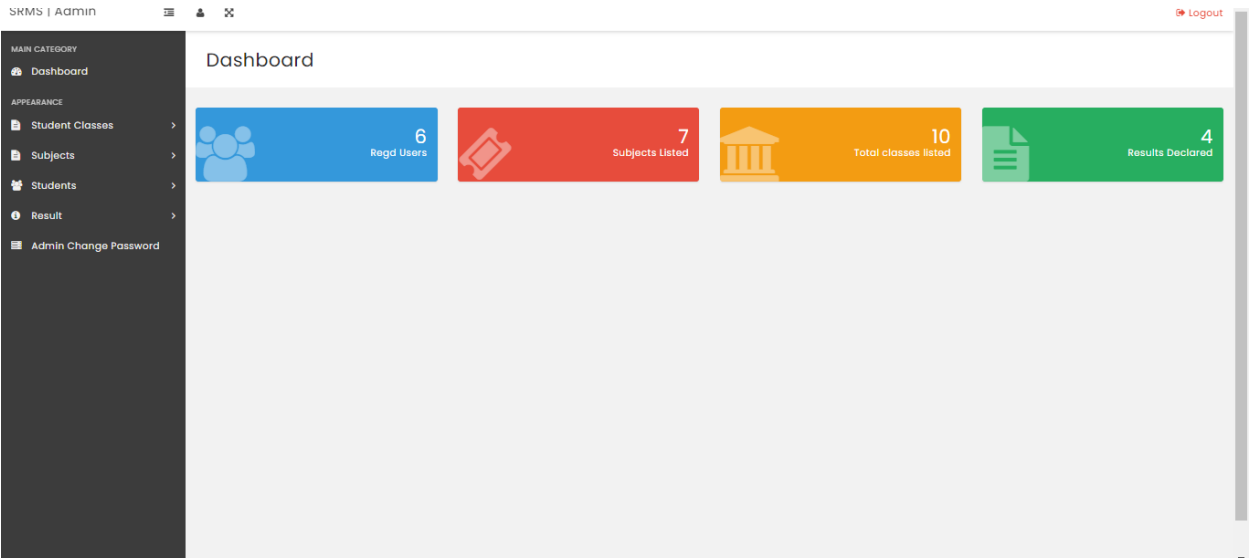 SRMS | Admin
Logout
MAIN CATEGORY
Dashboard
APPEARANCE
Student Classes
Subjects
Students
Result
Admin Change Password
Dashboard
6
Regd Users
7
Subjects Listed
10
Total classes listed
4
Results Declared